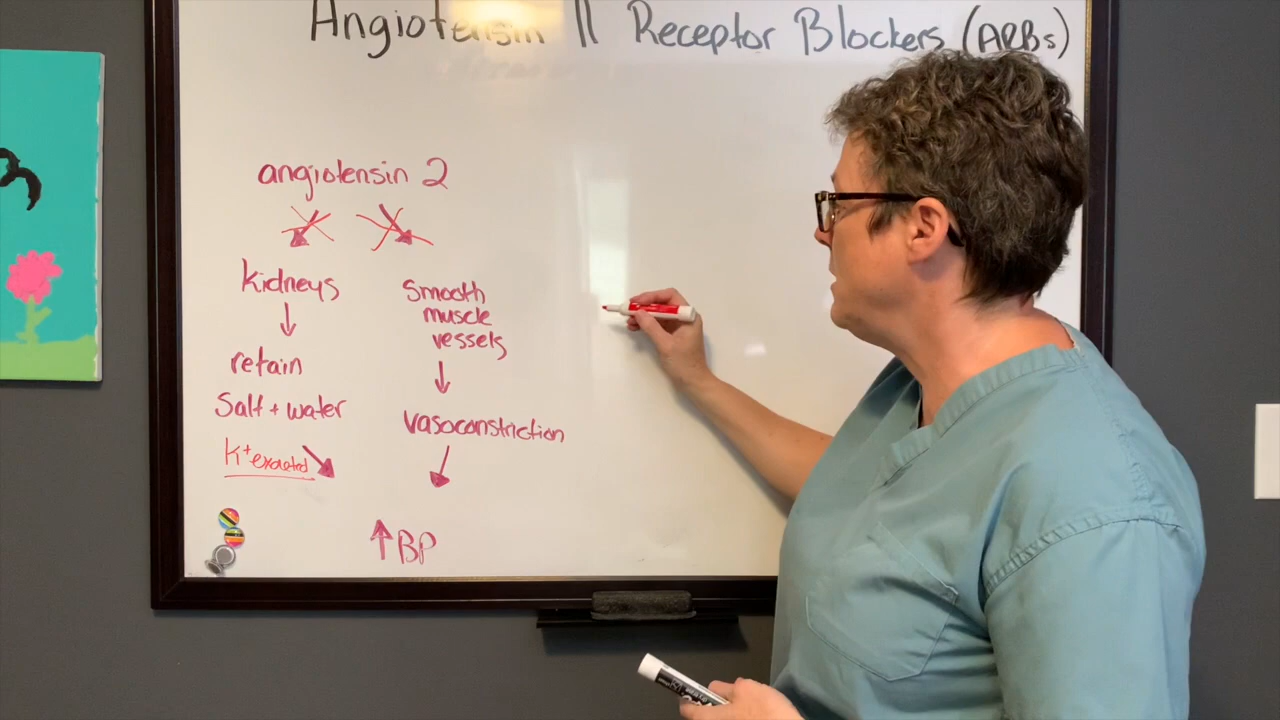 Angiotensin II Receptor Blockers (ARBs)
angiotensin 2
kidneys
smooth
muscle
vessels
retain
Salt + water
vasoconstriction
K+ excreted
↑ BP